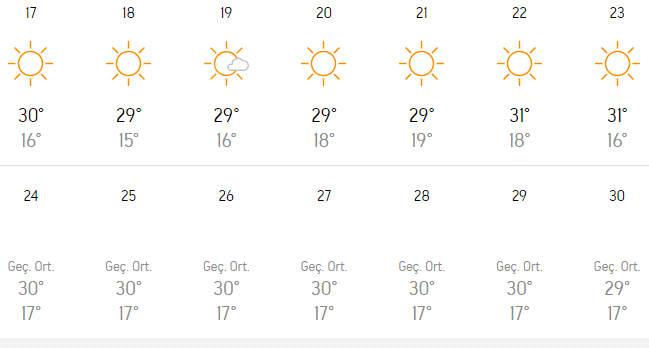 17 18 19 20 21 22 23
30° 29° 29° 29° 29° 31° 31°
16° 15° 16° 18° 19° 18° 16°
24 25 26 27 28 29 30
Geç. Ort. Geç. Ort. Geç. Ort. Geç. Ort. Geç. Ort. Geç. Ort. Geç. Ort.
30° 30° 30° 30° 30° 30° 29°
17° 17° 17° 17° 17° 17° 17°